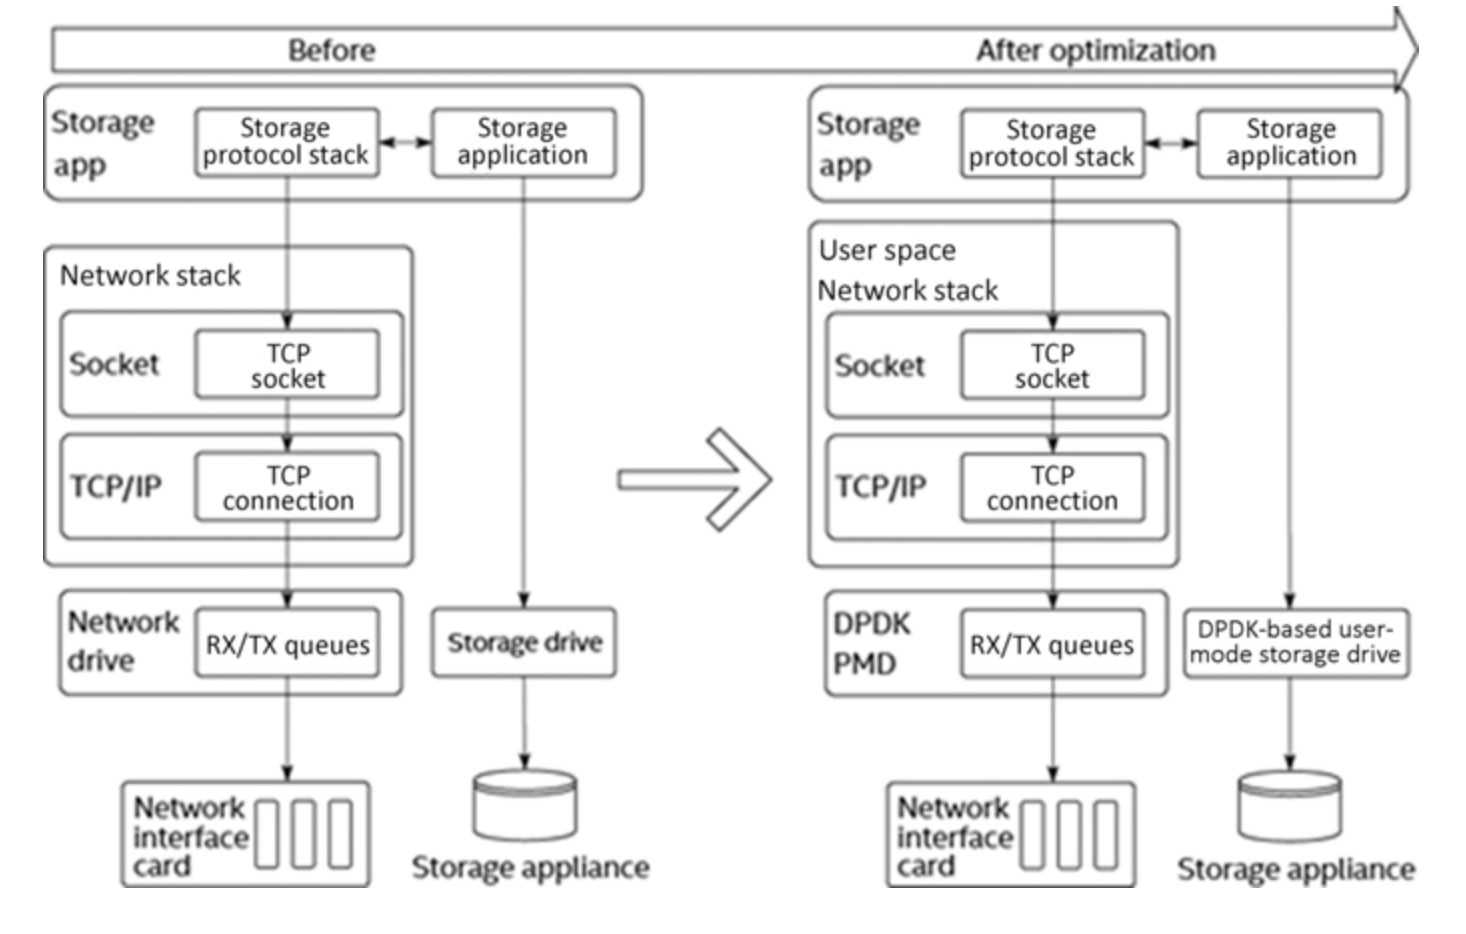 Before
After optimization
Storage
app
Storage
protocol stack
Storage
application
Network stack
Socket
TCP
socket
TCP/IP
TCP
connection
Network
drive
RX/TX queues
Storage drive
Network
interface
card
Storage appliance
Storage
app
Storage
protocol stack
Storage
application
User space
Network stack
Socket
TCP
socket
TCP/IP
TCP
connection
DPDK
PMD
RX/TX queues
DPDK-based user-
mode storage drive
Network
interface
card
Storage appliance